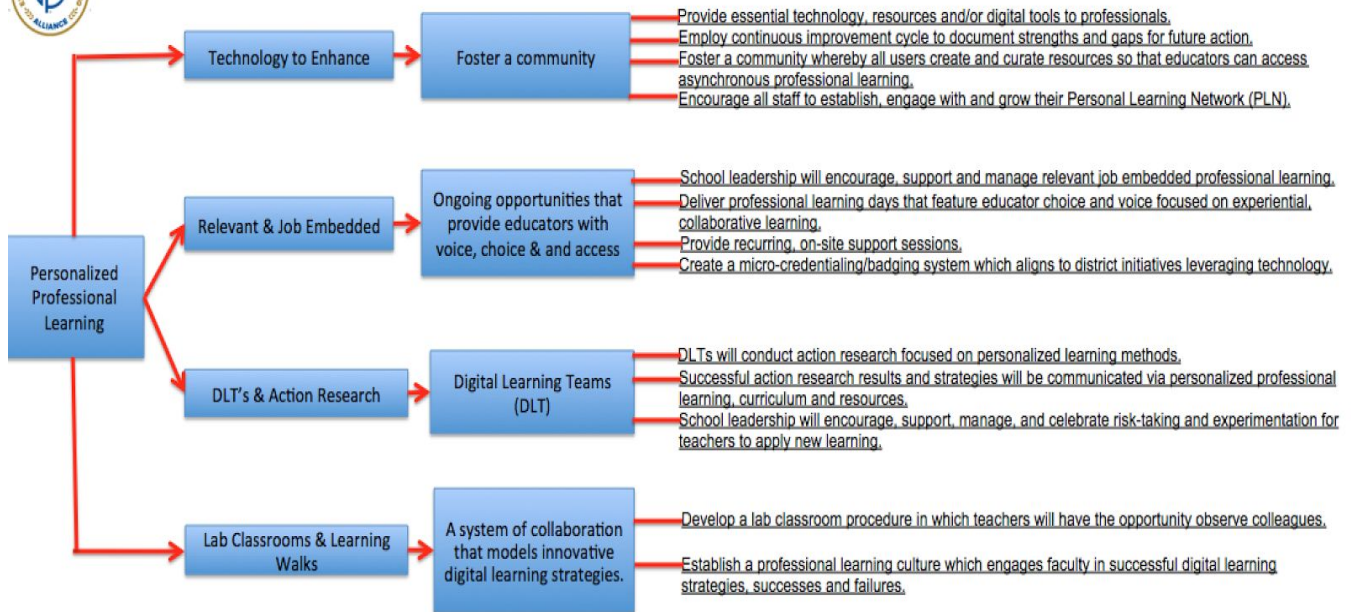 ALLIANCE
Provide essential technology, resources and/or digital tools to professionals.
Technology to Enhance
Foster a community
Employ continuous improvement cycle to document strengths and gaps for future action.
Foster a community whereby all users create and curate resources so that educators can access
asynchronous professional learning.
Encourage all staff to establish, engage with and grow their Personal Learning Network (PLN).
Personalized
Professional
Learning
Relevant & Job Embedded
Ongoing opportunities that
provide educators with
voice, choice & and access
School leadership will encourage, support and manage relevant job embedded professional learning.
Deliver professional learning days that feature educator choice and voice focused on experiential,
collaborative learning.
Provide recurring, on-site support sessions.
Create a micro-credentialing/badging system which aligns to district initiatives leveraging technology.
DLT's & Action Research
Digital Learning Teams
(DLT)
DLTs will conduct action research focused on personalized learning methods.
Successful action research results and strategies will be communicated via personalized professional
learning, curriculum and resources.
School leadership will encourage, support, manage, and celebrate risk-taking and experimentation for
teachers to apply new learning.
Lab Classrooms & Learning
Walks
A system of collaboration
that models innovative
digital learning strategies.
Develop a lab classroom procedure in which teachers will have the opportunity observe colleagues.
Establish a professional learning culture which engages faculty in successful digital learning
strategies, successes and failures.